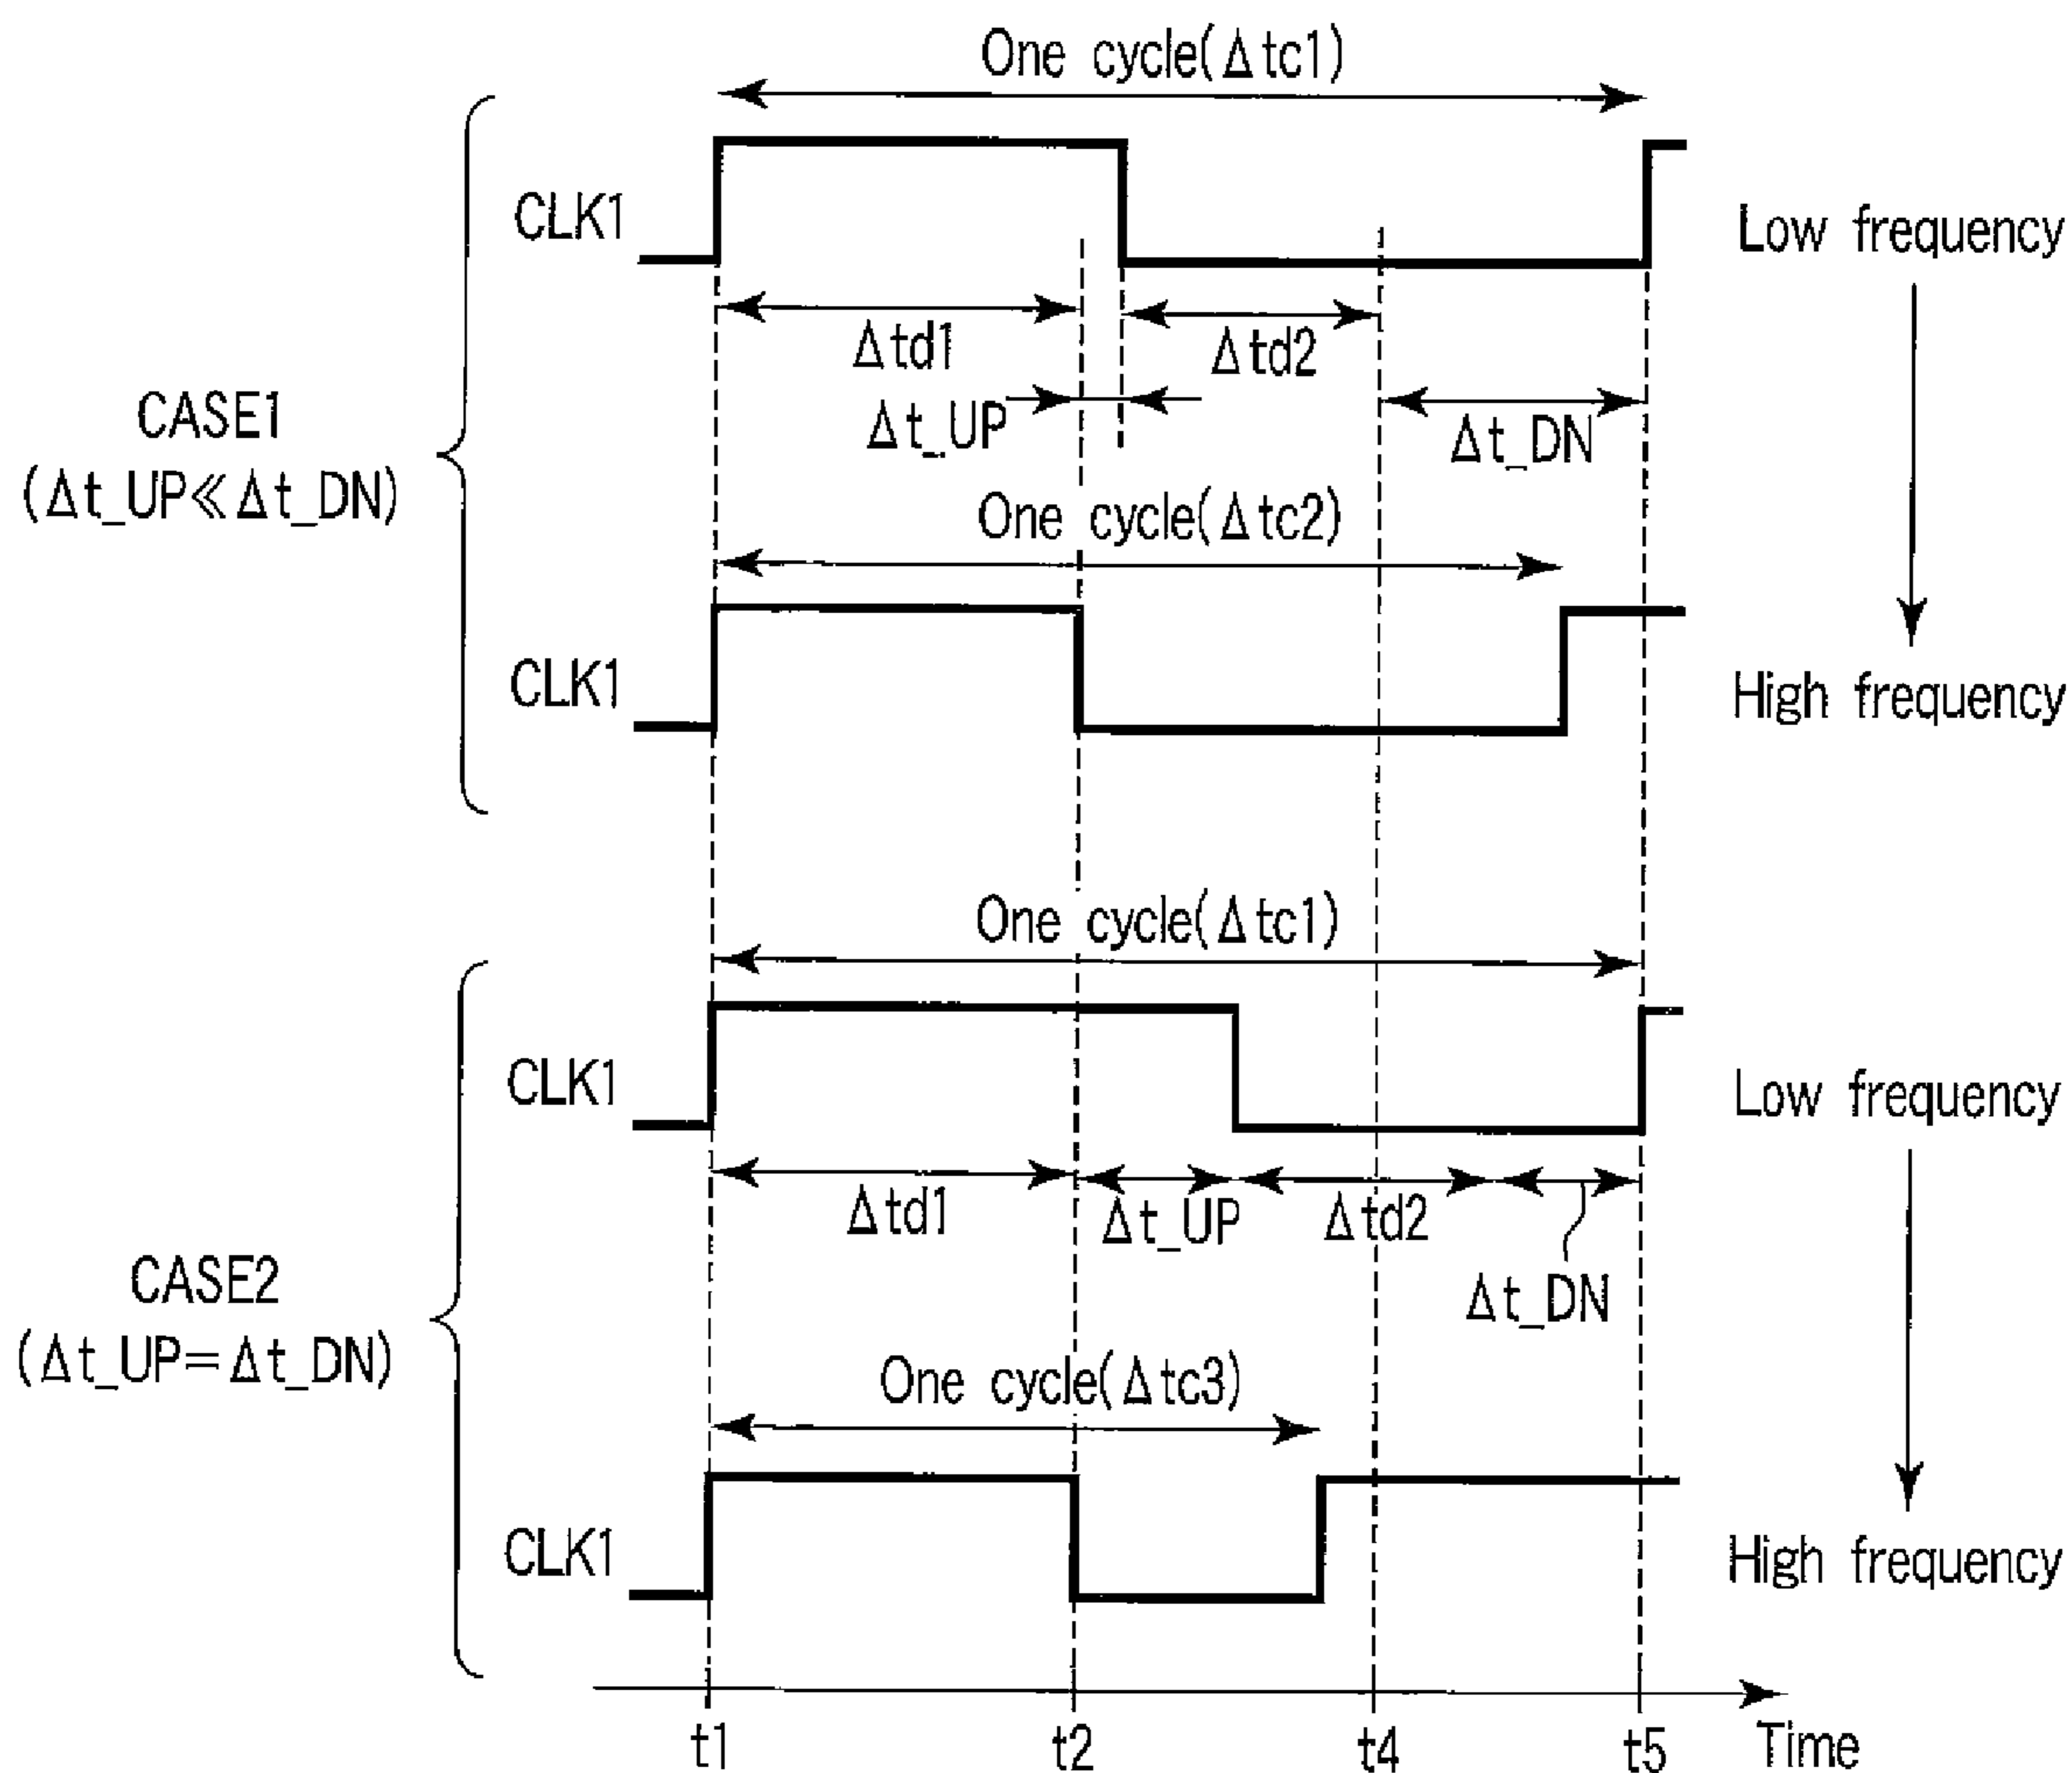 One cycle(Δtc1)
CLK1
Low frequency
Δtd1
Δtd2
Δt_UP
Δt_DN
CASE1
(Δt_UP≪Δt_DN)
One cycle(Δtc2)
CLK1
High frequency
One cycle(Δtc1)
CLK1
Low frequency
Δtd1
Δt_UP
Δtd2
Δt_DN
CASE2
(Δt_UP=Δt_DN)
One cycle(Δtc3)
CLK1
High frequency
t1
t2
t4
t5
Time